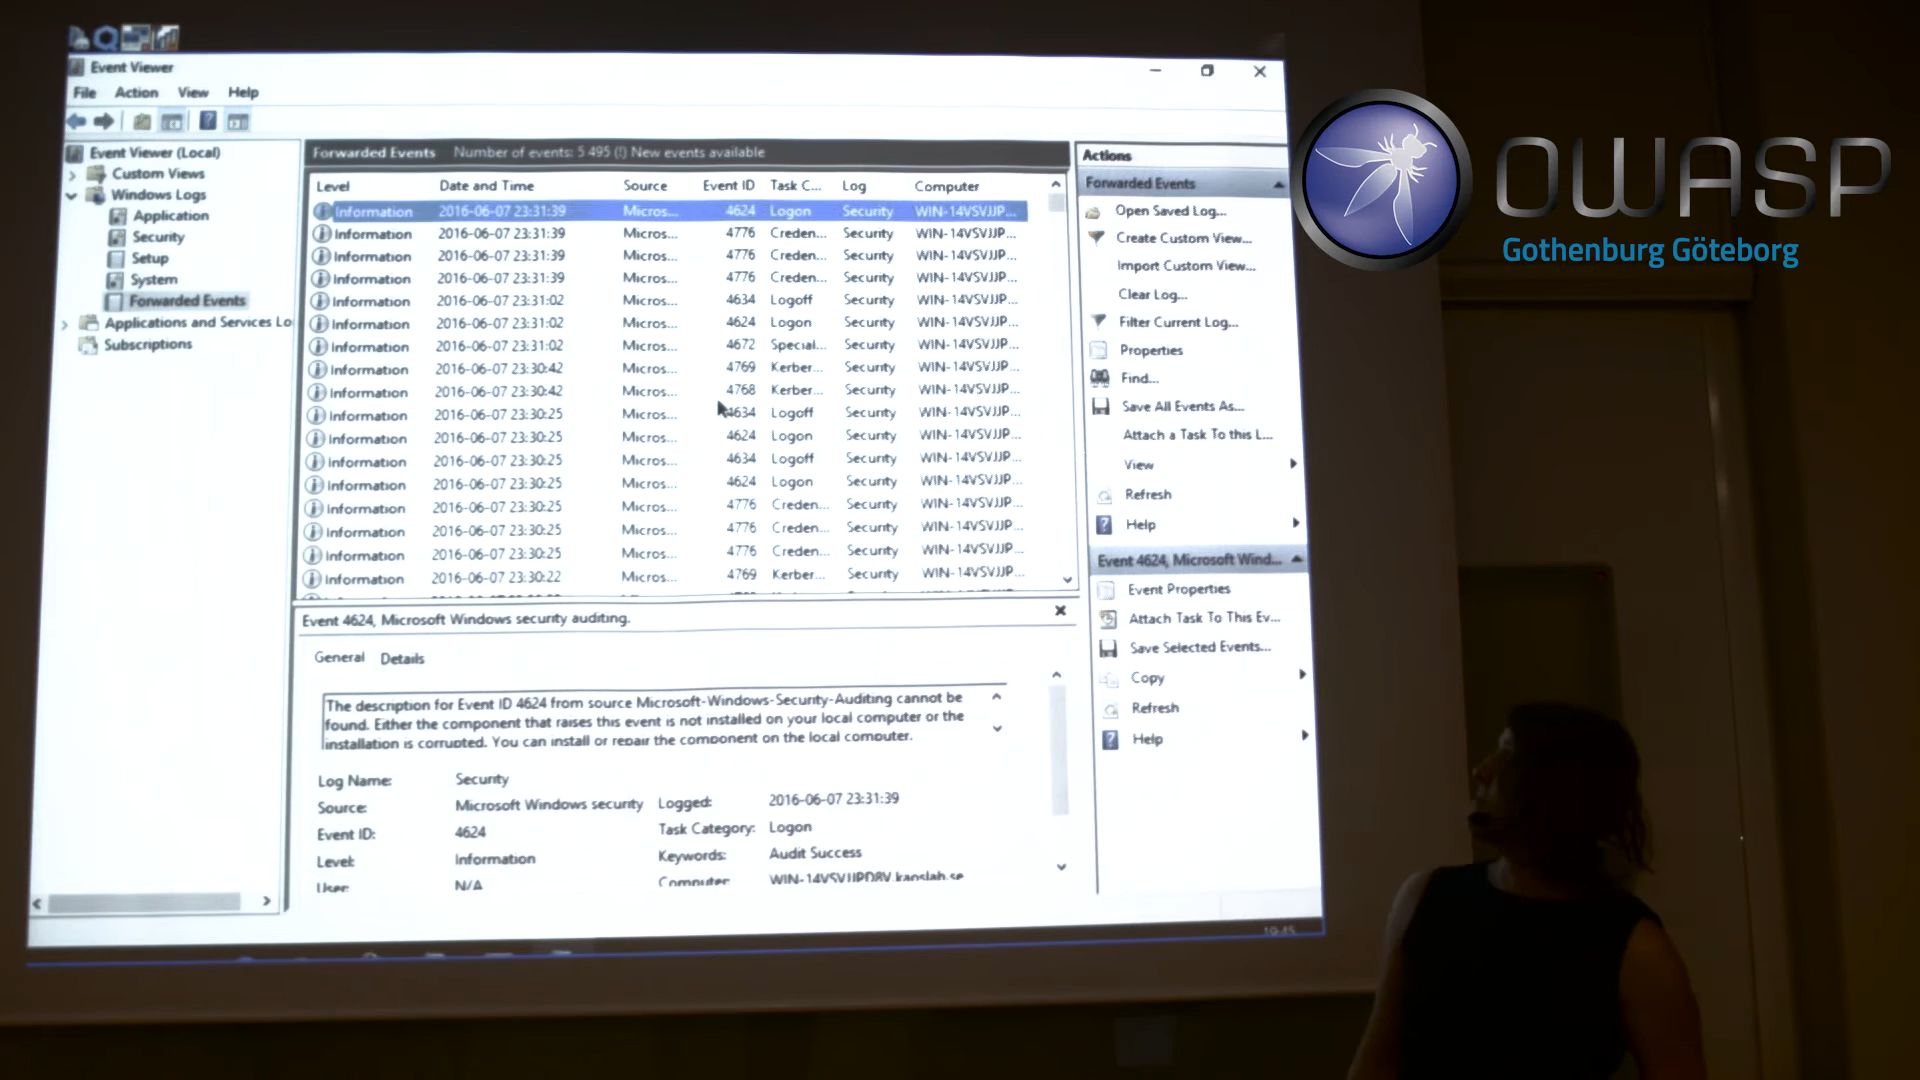 Event Viewer
File Action View Help
Event Viewer (Local)
Custom Views
Windows Logs
Application
Security
Setup
System
Forwarded Events
Applications and Services Lo
Subscriptions
Forwarded Events Number of events: 5 495 (!) New events available
Level Date and Time Source Event ID Task C... Log Computer
Information 2016-06-07 23:31:39 Micros... 4624 Logon Security WIN-14VSVJJP...
Information 2016-06-07 23:31:39 Micros... 4776 Creden... Security WIN-14VSVJJP...
Information 2016-06-07 23:31:39 Micros... 4776 Creden... Security WIN-14VSVJJP...
Information 2016-06-07 23:31:39 Micros... 4776 Creden... Security WIN-14VSVJJP...
Information 2016-06-07 23:31:02 Micros... 4634 Logoff Security WIN-14VSVJJP...
Information 2016-06-07 23:31:02 Micros... 4624 Logon Security WIN-14VSVJJP...
Information 2016-06-07 23:31:02 Micros... 4672 Special... Security WIN-14VSVJJP...
Information 2016-06-07 23:30:42 Micros... 4769 Kerber... Security WIN-14VSVJJP...
Information 2016-06-07 23:30:42 Micros... 4768 Kerber... Security WIN-14VSVJJP...
Information 2016-06-07 23:30:25 Micros... 4634 Logoff Security WIN-14VSVJJP...
Information 2016-06-07 23:30:25 Micros... 4624 Logon Security WIN-14VSVJJP...
Information 2016-06-07 23:30:25 Micros... 4634 Logoff Security WIN-14VSVJJP...
Information 2016-06-07 23:30:25 Micros... 4624 Logon Security WIN-14VSVJJP...
Information 2016-06-07 23:30:25 Micros... 4776 Creden... Security WIN-14VSVJJP...
Information 2016-06-07 23:30:25 Micros... 4776 Creden... Security WIN-14VSVJJP...
Information 2016-06-07 23:30:25 Micros... 4776 Creden... Security WIN-14VSVJJP...
Information 2016-06-07 23:30:22 Micros... 4769 Kerber... Security WIN-14VSVJJP...
Event 4624, Microsoft Windows security auditing.
General Details
The description for Event ID 4624 from source Microsoft-Windows-Security-Auditing cannot be
found. Either the component that raises this event is not installed on your local computer or the
installation is corrupted. You can install or repair the component on the local computer.
Log Name: Security
Source: Microsoft Windows security Logged: 2016-06-07 23:31:39
Event ID: 4624 Task Category: Logon
Level: Information Keywords: Audit Success
User: N/A Computer: WIN-14VSVJJPD8V.kanslah.se
Actions
Forwarded Events
Open Saved Log...
Create Custom View...
Import Custom View...
Clear Log...
Filter Current Log...
Properties
Find...
Save All Events As...
Attach a Task To this L...
View
Refresh
Help
Event 4624, Microsoft Wind...
Event Properties
Attach Task To This Ev...
Save Selected Events...
Copy
Refresh
Help
OWASP
Gothenburg Göteborg